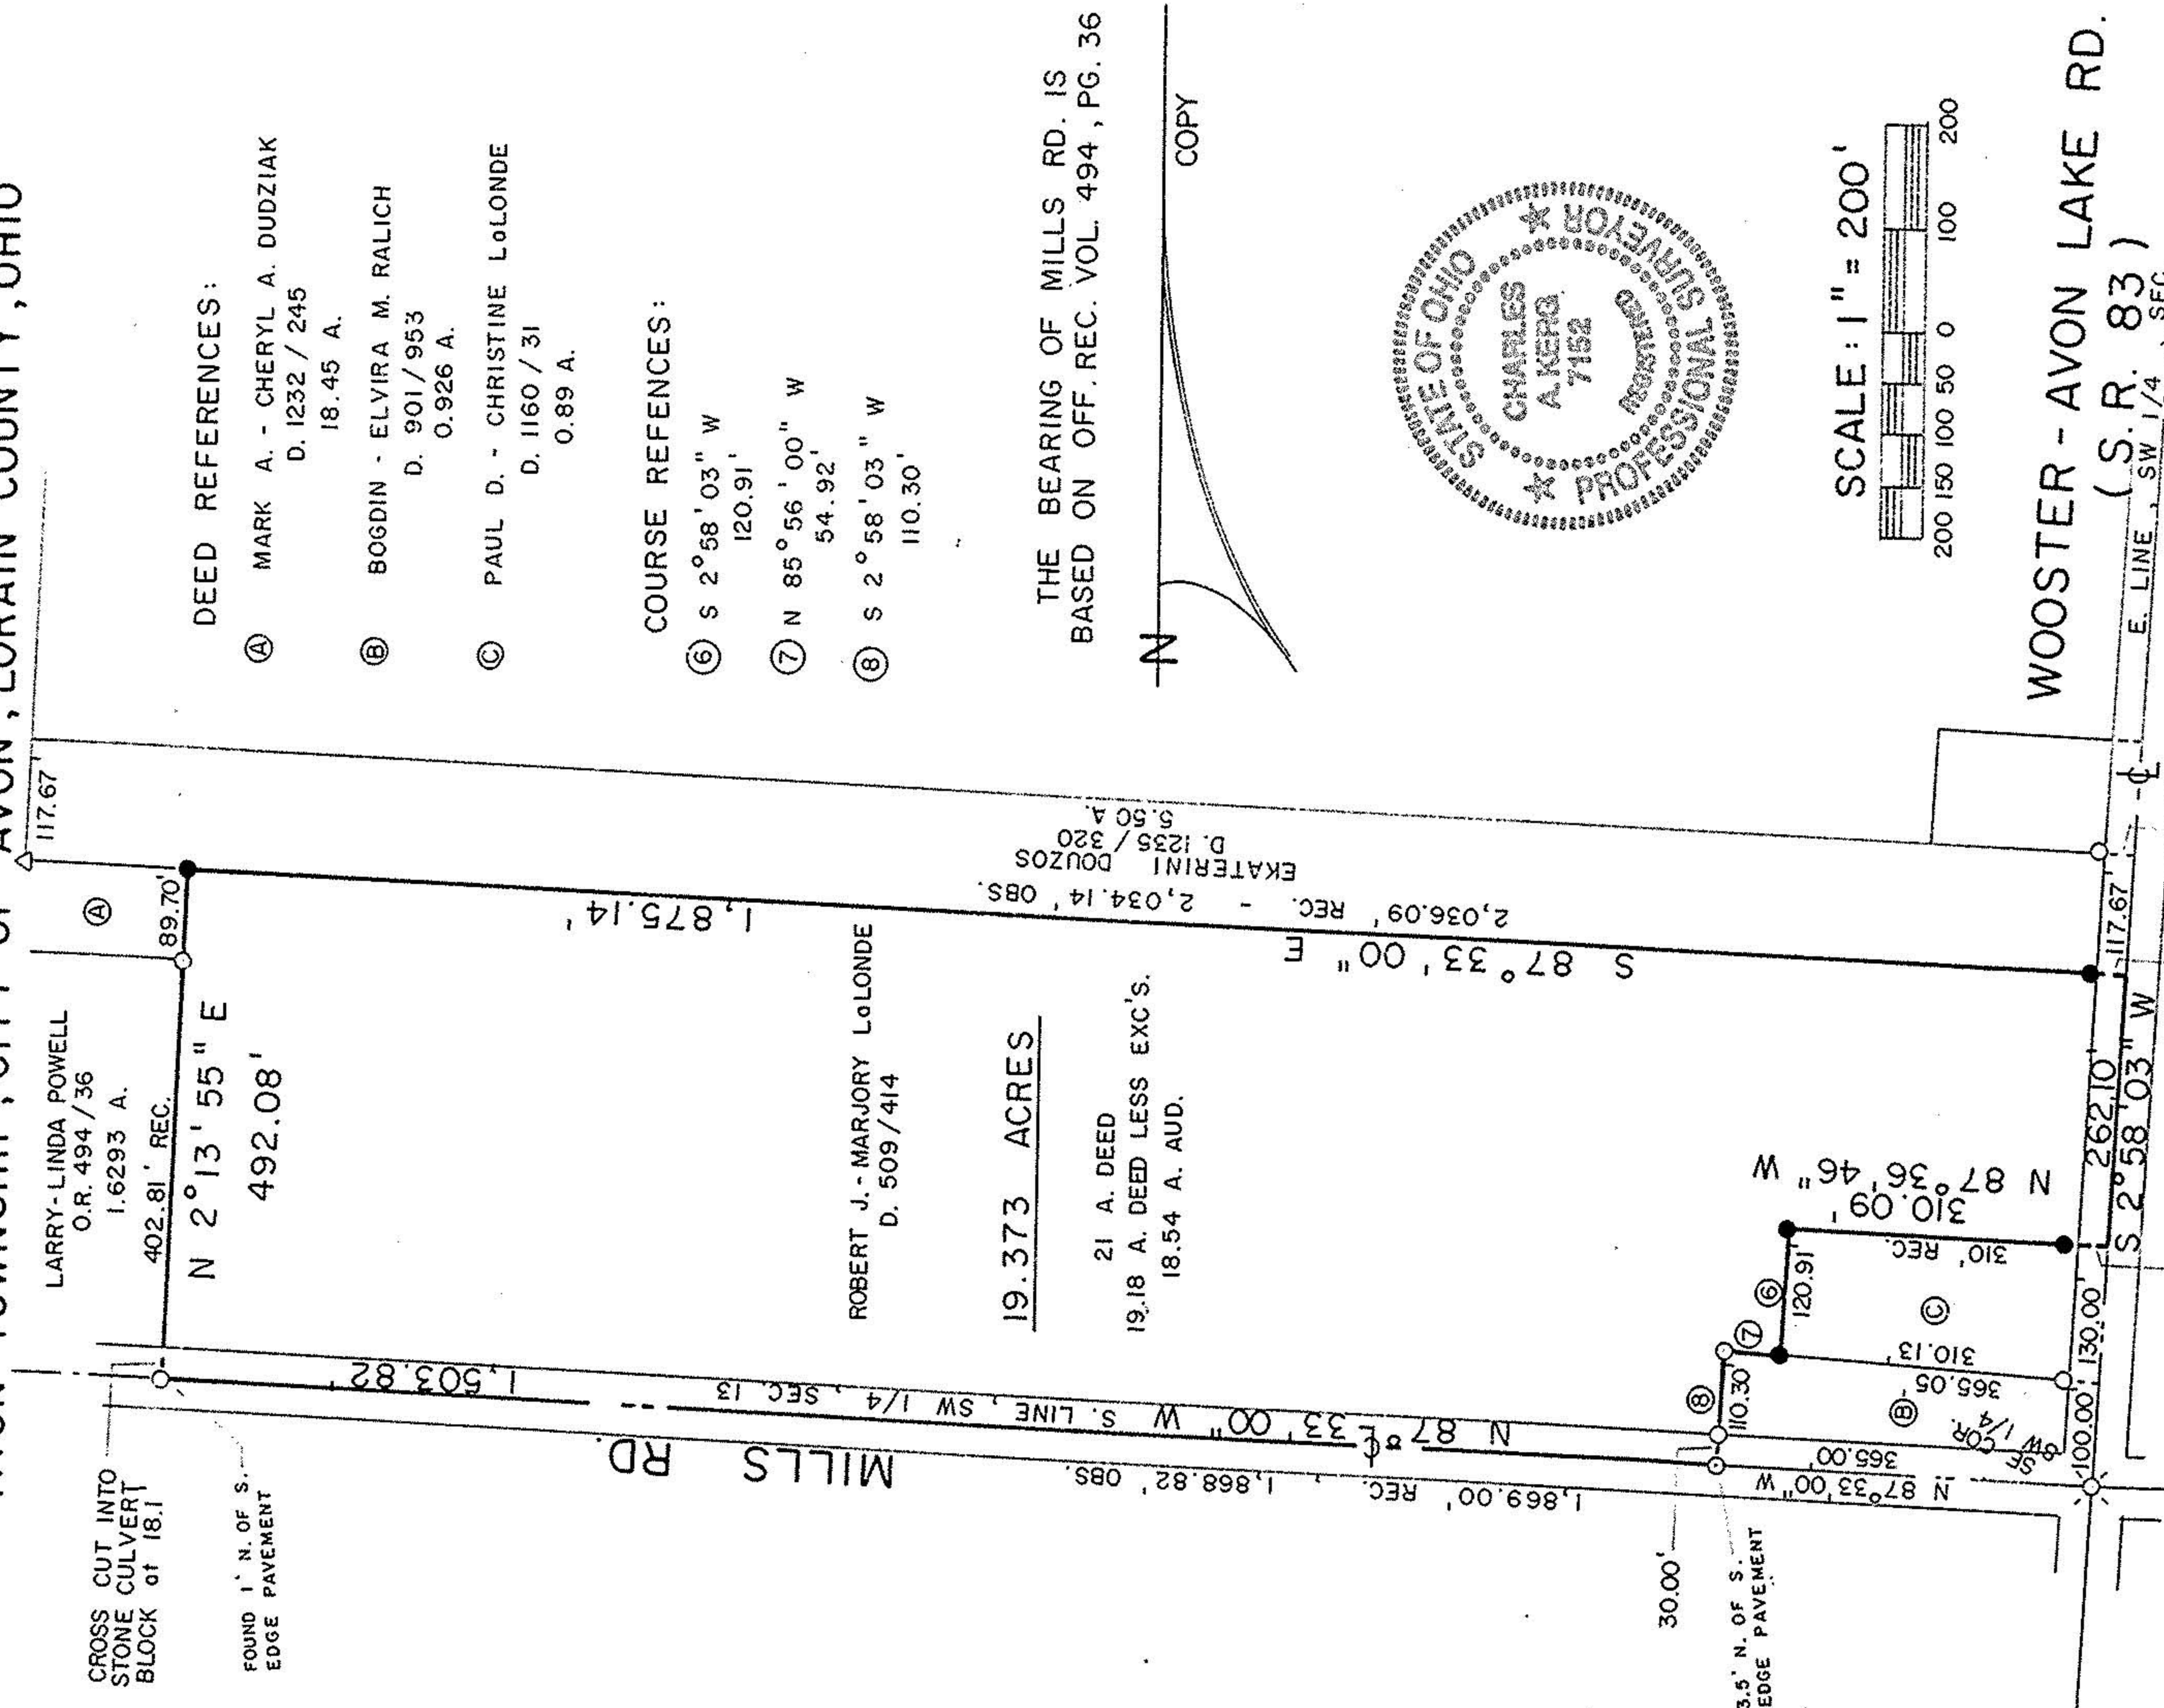 AVON TOWNSHIP, CITY OF AVON, LORAIN COUNTY, OHIO
117.67'
Ⓐ
89.70'
LARRY-LINDA POWELL
O.R. 494/36
1.6293 A.
402.81' REC.
N 2°13'55" E
492.08'
CROSS CUT INTO
STONE CULVERT
BLOCK at 18.1
FOUND 1' N. OF S.
EDGE PAVEMENT
DEED REFERENCES:
Ⓐ MARK A. - CHERYL A. DUDZIAK
D. 1232 / 245
18.45 A.
Ⓑ BOGDIN - ELVIRA M. RALICH
D. 901 / 953
0.926 A.
Ⓒ PAUL D. - CHRISTINE LaLONDE
D. 1160 / 31
0.89 A.
COURSE REFENCES:
⑥ S 2°58'03" W
120.91'
⑦ N 85°56'00" W
54.92'
⑧ S 2°58'03" W
110.30'
THE BEARING OF MILLS RD. IS
BASED ON OFF. REC. VOL. 494, PG. 36
N
COPY
STATE OF OHIO
CHARLES
A. KERG
7152
REGISTERED
PROFESSIONAL SURVEYOR
SCALE : 1" = 200'
200 150 100 50 0 100 200
WOOSTER - AVON LAKE RD.
(S.R. 83)
E. LINE, SW 1/4, SEC.
℄
1,875.14'
S 87°33'00" E
2,036.09' REC. - 2,034.14' OBS.
EKATERINI DOUZOS
D. 1235 / 320
5.50 A.
ROBERT J. - MARJORY LaLONDE
D. 509/414
19.373 ACRES
21 A. DEED
19.18 A. DEED LESS EXC'S.
18.54 A. AUD.
1,503.82'
S. LINE, SW 1/4, SEC. 13
N 87°33'00" W
℄
MILLS RD.
1,869.00' REC., 1,868.82' OBS.
N 87°36'46" W
310.09'
310' REC.
⑥
120.91'
⑦
Ⓒ
310.13'
⑧
110.30'
365.05'
Ⓑ
SE COR.
SW 1/4
365.00'
N 87°33'00" W
30.00'
3.5' N. OF S.
EDGE PAVEMENT
117.67'
262.10'
S 2°58'03" W
130.00'
100.00'